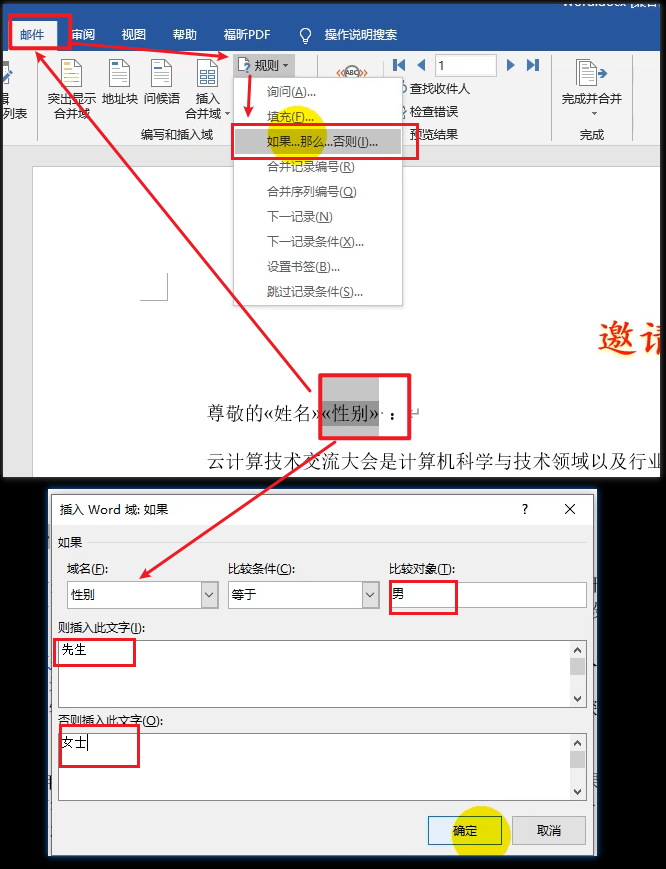 邮件 审阅 视图 帮助 福昕PDF 操作说明搜索
规则
ABC
1
突出显示
合并域
地址块
问候语
插入
合并域
列表
编写和插入域
查找收件人
检查错误
预览结果
完成并合并
完成
询问(A)...
填充(F)...
如果...那么...否则(I)...
合并记录编号(R)
合并序列编号(Q)
下一记录(N)
下一记录条件(X)...
设置书签(B)...
跳过记录条件(S)...
邀请
尊敬的«姓名»«性别» ：
云计算技术交流大会是计算机科学与技术领域以及行业
插入 Word 域: 如果 ?
如果
域名(F): 比较条件(C): 比较对象(T):
性别 等于 男
则插入此文字(I):
先生
否则插入此文字(O):
女士
确定 取消